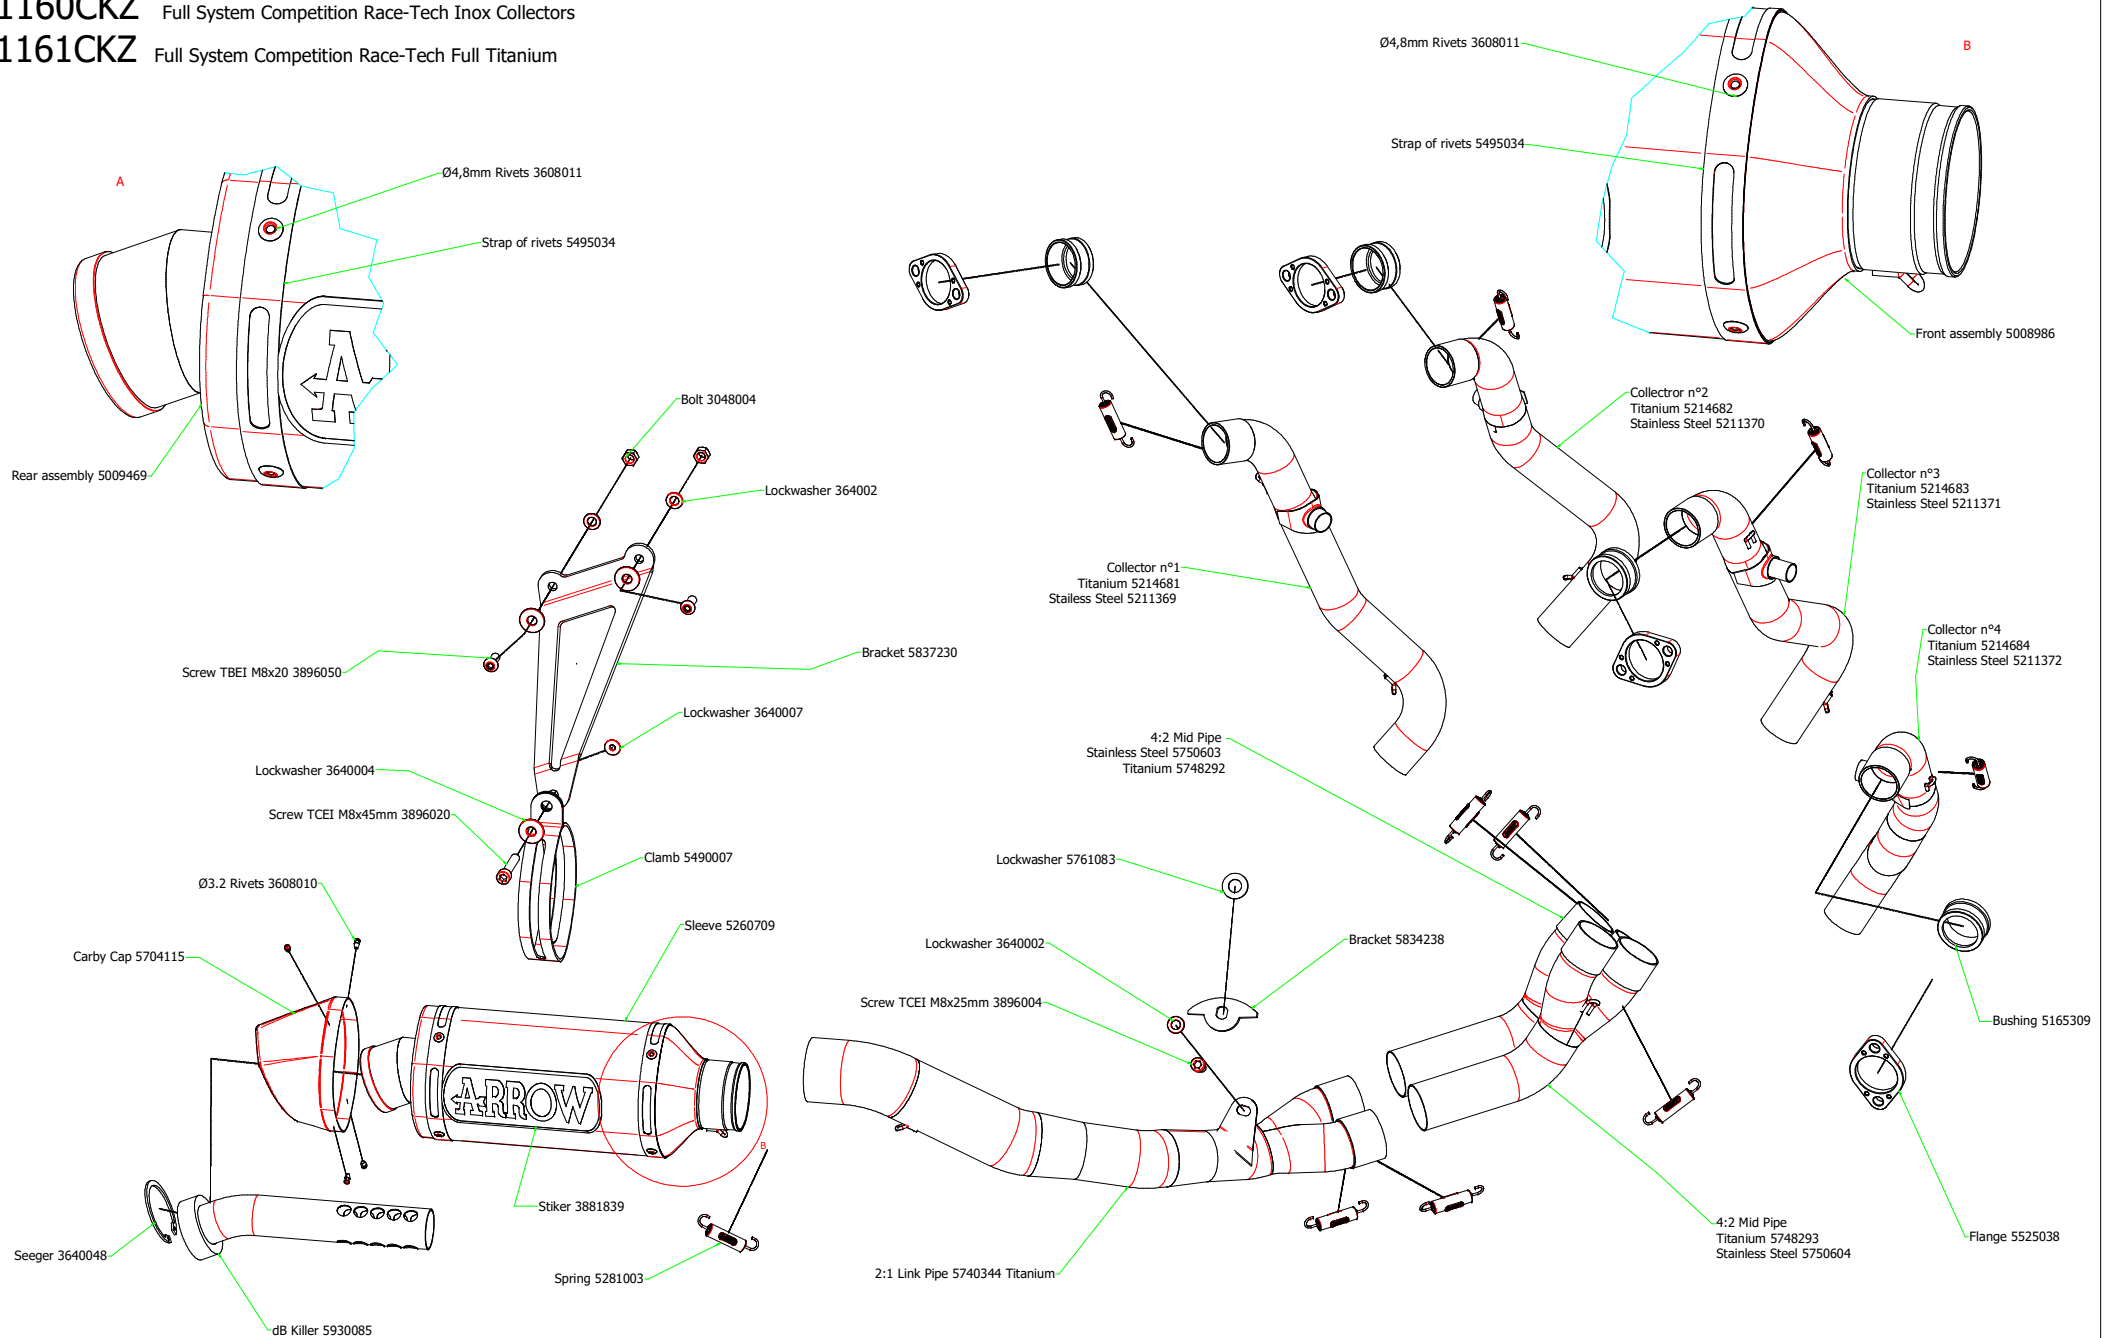 1160CKZ Full System Competition Race-Tech Inox Collectors
1161CKZ Full System Competition Race-Tech Full Titanium
Ø4,8mm Rivets 3608011
B
Strap of rivets 5495034
Front assembly 5008986
A
Ø4,8mm Rivets 3608011
Strap of rivets 5495034
Rear assembly 5009469
Bolt 3048004
Lockwasher 364002
Screw TBEI M8x20 3896050
Bracket 5837230
Lockwasher 3640007
Lockwasher 3640004
Screw TCEI M8x45mm 3896020
Clamb 5490007
Ø3.2 Rivets 3608010
Carby Cap 5704115
Sleeve 5260709
ARROW
B
Stiker 3881839
Seeger 3640048
Spring 5281003
dB Killer 5930085
Collector n°1
Titanium 5214681
Stailess Steel 5211369
Collectror n°2
Titanium 5214682
Stainless Steel 5211370
Collector n°3
Titanium 5214683
Stainless Steel 5211371
Collector n°4
Titanium 5214684
Stainless Steel 5211372
4:2 Mid Pipe
Stainless Steel 5750603
Titanium 5748292
Lockwasher 5761083
Lockwasher 3640002
Bracket 5834238
Screw TCEI M8x25mm 3896004
Bushing 5165309
2:1 Link Pipe 5740344 Titanium
4:2 Mid Pipe
Titanium 5748293
Stainless Steel 5750604
Flange 5525038